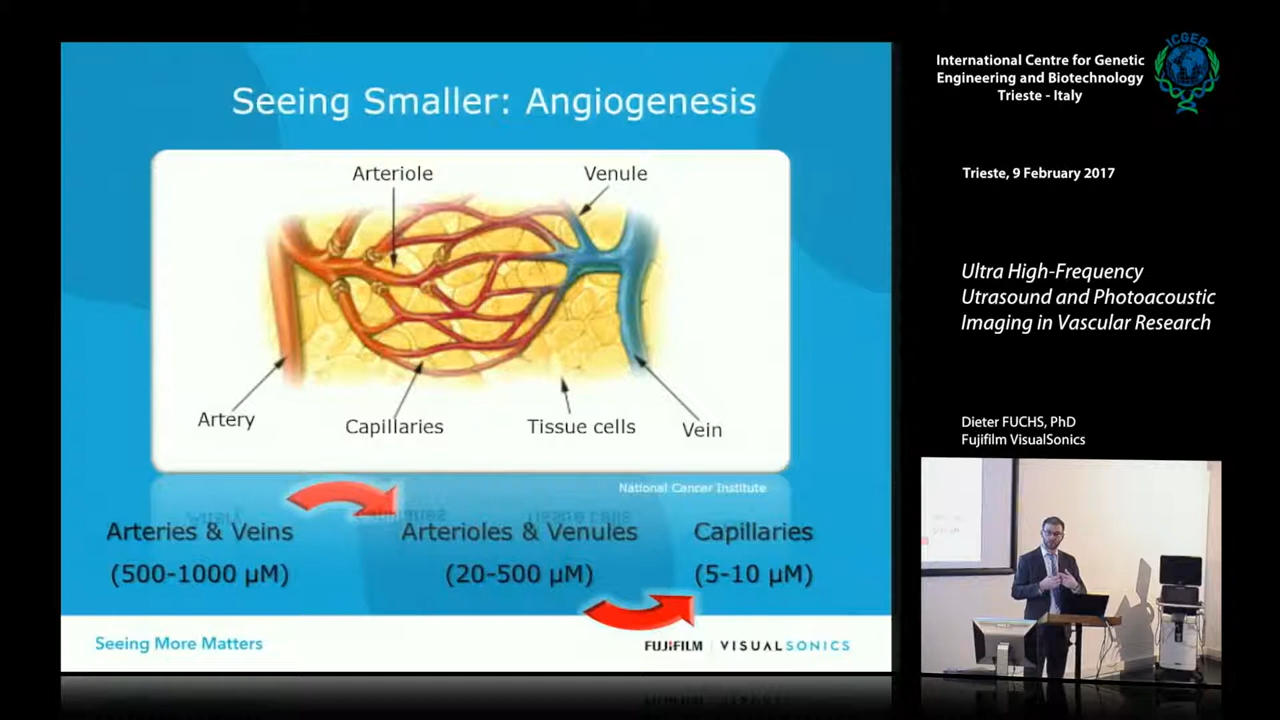 Seeing Smaller: Angiogenesis
Arteriole
Venule
Artery
Capillaries
Tissue cells
Vein
National Cancer Institute
Arteries & Veins
(500-1000 µM)
Arterioles & Venules
(20-500 µM)
Capillaries
(5-10 µM)
Seeing More Matters
FUJIFILM
VISUALSONICS
International Centre for Genetic
Engineering and Biotechnology
Trieste - Italy
ICGEB
Trieste, 9 February 2017
Ultra High-Frequency
Utrasound and Photoacoustic
Imaging in Vascular Research
Dieter FUCHS, PhD
Fujifilm VisualSonics